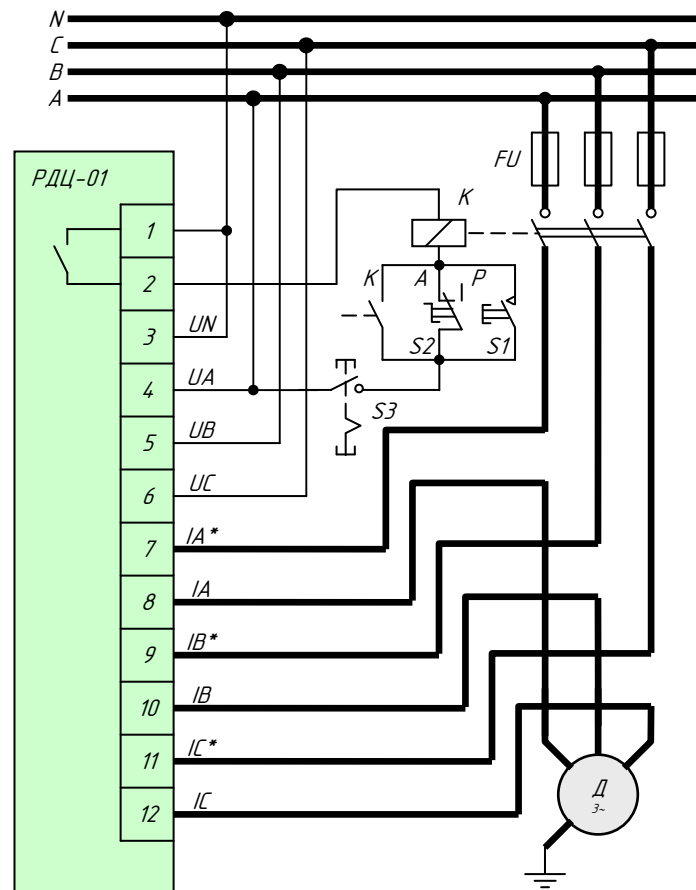 N
C
B
A
FU
РДЦ-01
K
1
2
K A P
3 UN
S2 S1
4 UA
S3
5 UB
6 UC
7 IA*
8 IA
9 IB*
10 IB
11 IC*
Д
3~
12 IC